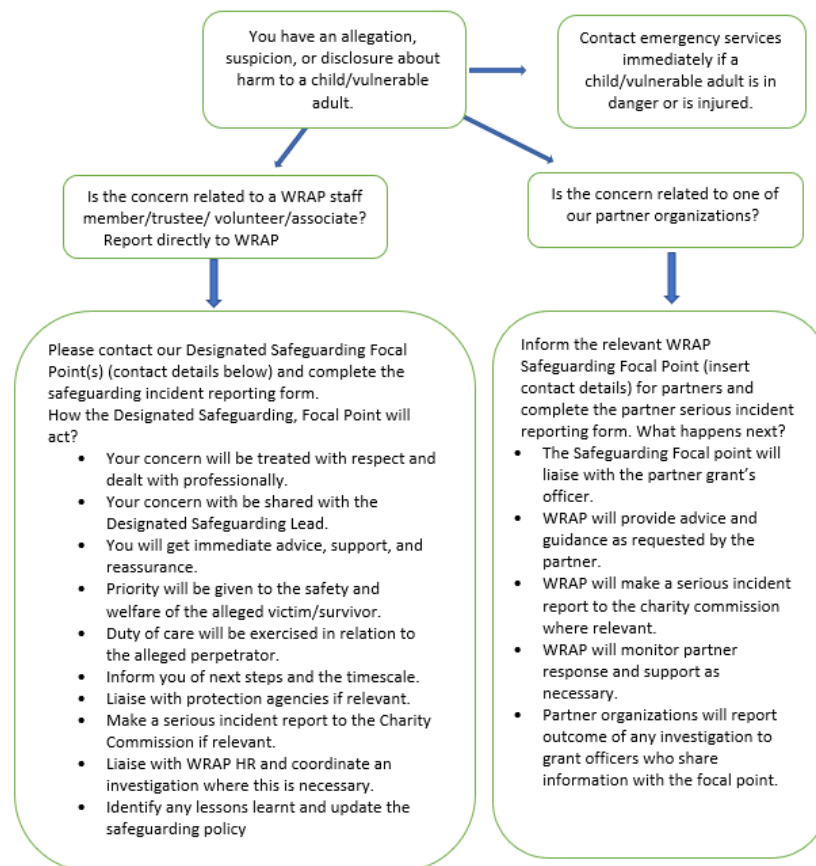 You have an allegation,
suspicion, or disclosure about
harm to a child/vulnerable
adult.
Contact emergency services
immediately if a
child/vulnerable adult is in
danger or is injured.
Is the concern related to a WRAP staff
member/trustee/ volunteer/associate?
Report directly to WRAP
Is the concern related to one of
our partner organizations?
Please contact our Designated Safeguarding Focal
Point(s) (contact details below) and complete the
safeguarding incident reporting form.
How the Designated Safeguarding, Focal Point will
act?
• Your concern will be treated with respect and
dealt with professionally.
• Your concern with be shared with the
Designated Safeguarding Lead.
• You will get immediate advice, support, and
reassurance.
• Priority will be given to the safety and
welfare of the alleged victim/survivor.
• Duty of care will be exercised in relation to
the alleged perpetrator.
• Inform you of next steps and the timescale.
• Liaise with protection agencies if relevant.
• Make a serious incident report to the Charity
Commission if relevant.
• Liaise with WRAP HR and coordinate an
investigation where this is necessary.
• Identify any lessons learnt and update the
safeguarding policy
Inform the relevant WRAP
Safeguarding Focal Point (insert
contact details) for partners and
complete the partner serious incident
reporting form. What happens next?
• The Safeguarding Focal point will
liaise with the partner grant's
officer.
• WRAP will provide advice and
guidance as requested by the
partner.
• WRAP will make a serious incident
report to the charity commission
where relevant.
• WRAP will monitor partner
response and support as
necessary.
• Partner organizations will report
outcome of any investigation to
grant officers who share
information with the focal point.